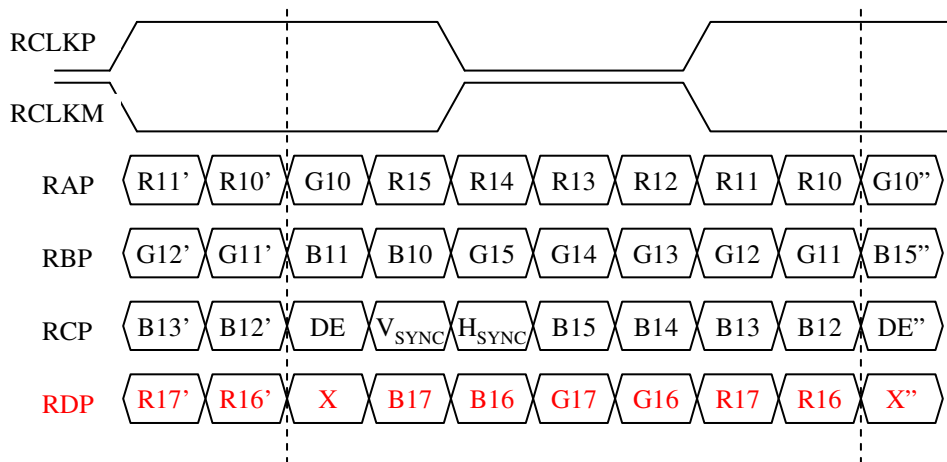 RCLKP
RCLKM
RAP R11’ R10’ G10 R15 R14 R13 R12 R11 R10 G10”
RBP G12’ G11’ B11 B10 G15 G14 G13 G12 G11 B15”
RCP B13’ B12’ DE VSYNC HSYNC B15 B14 B13 B12 DE”
RDP R17’ R16’ X B17 B16 G17 G16 R17 R16 X”